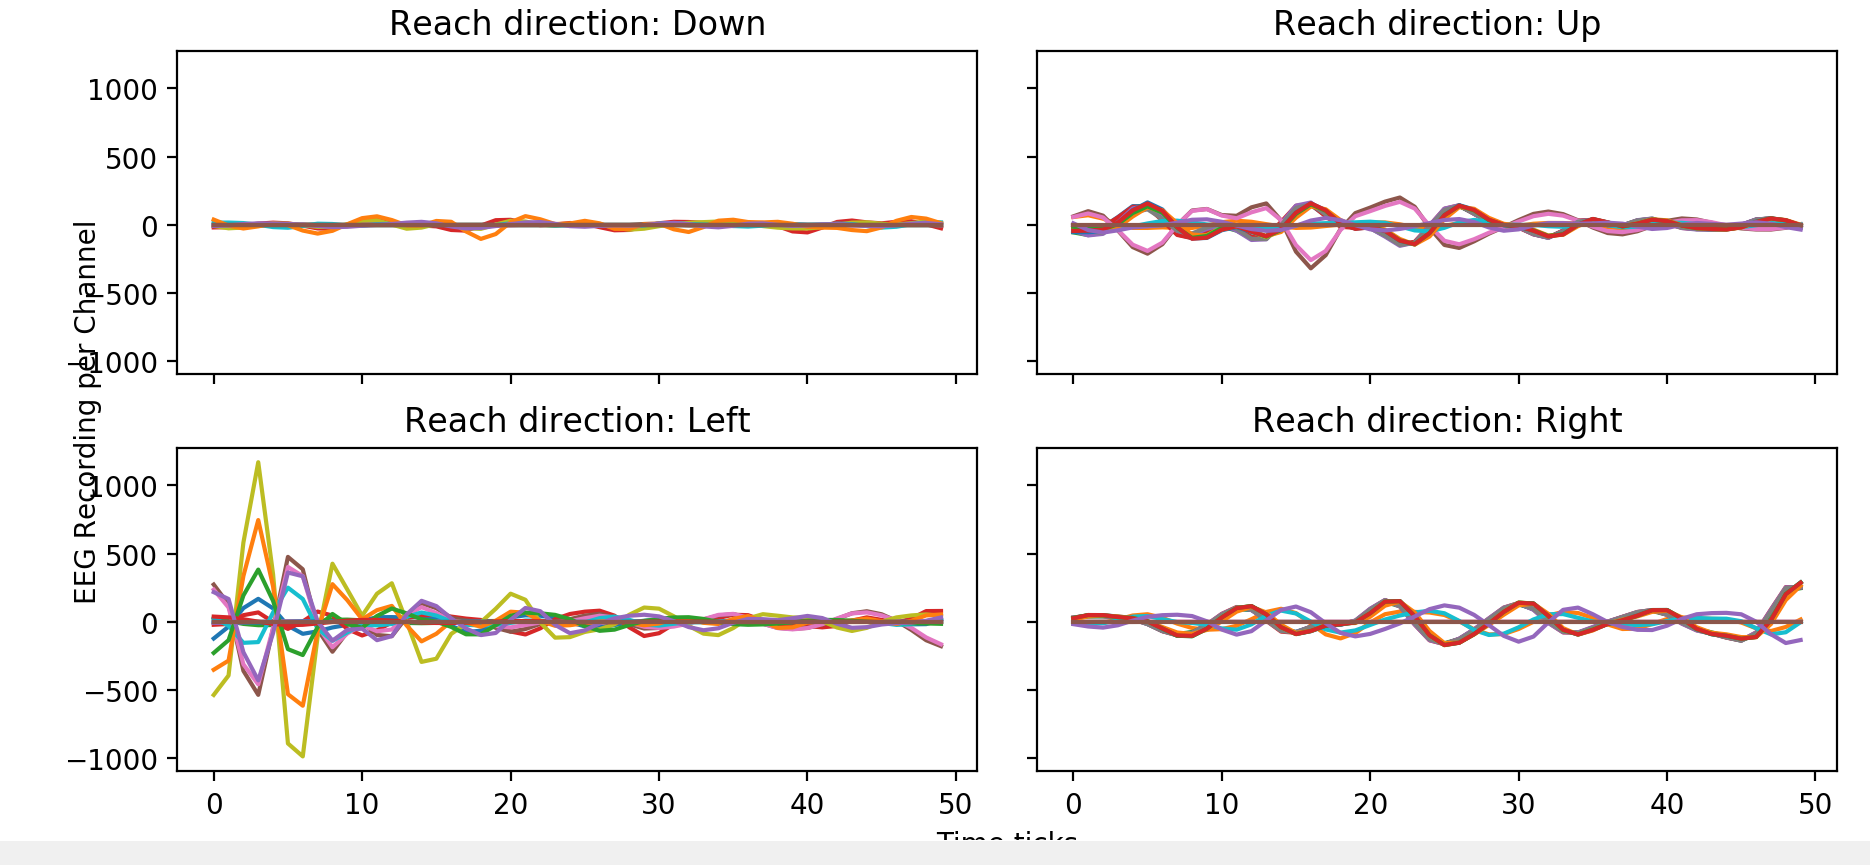 Reach direction: Down
Reach direction: Up
1000
500
0
−500
−1000
EEG Recording per Channel
Reach direction: Left
Reach direction: Right
1000
500
0
−500
−1000
0 10 20 30 40 50
0 10 20 30 40 50
Time ticks